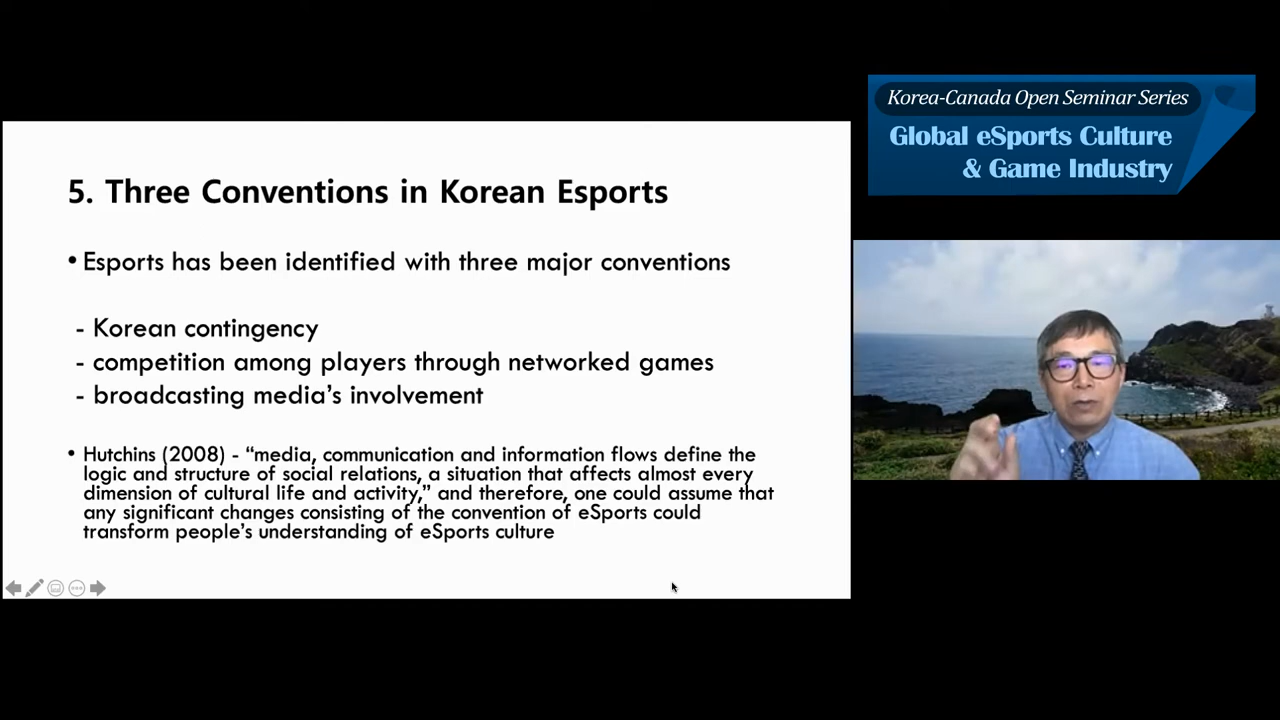 Korea-Canada Open Seminar Series
Global eSports Culture
& Game Industry
5. Three Conventions in Korean Esports
• Esports has been identified with three major conventions
- Korean contingency
- competition among players through networked games
- broadcasting media’s involvement
• Hutchins (2008) - “media, communication and information flows define the
logic and structure of social relations, a situation that affects almost every
dimension of cultural life and activity,” and therefore, one could assume that
any significant changes consisting of the convention of eSports could
transform people’s understanding of eSports culture